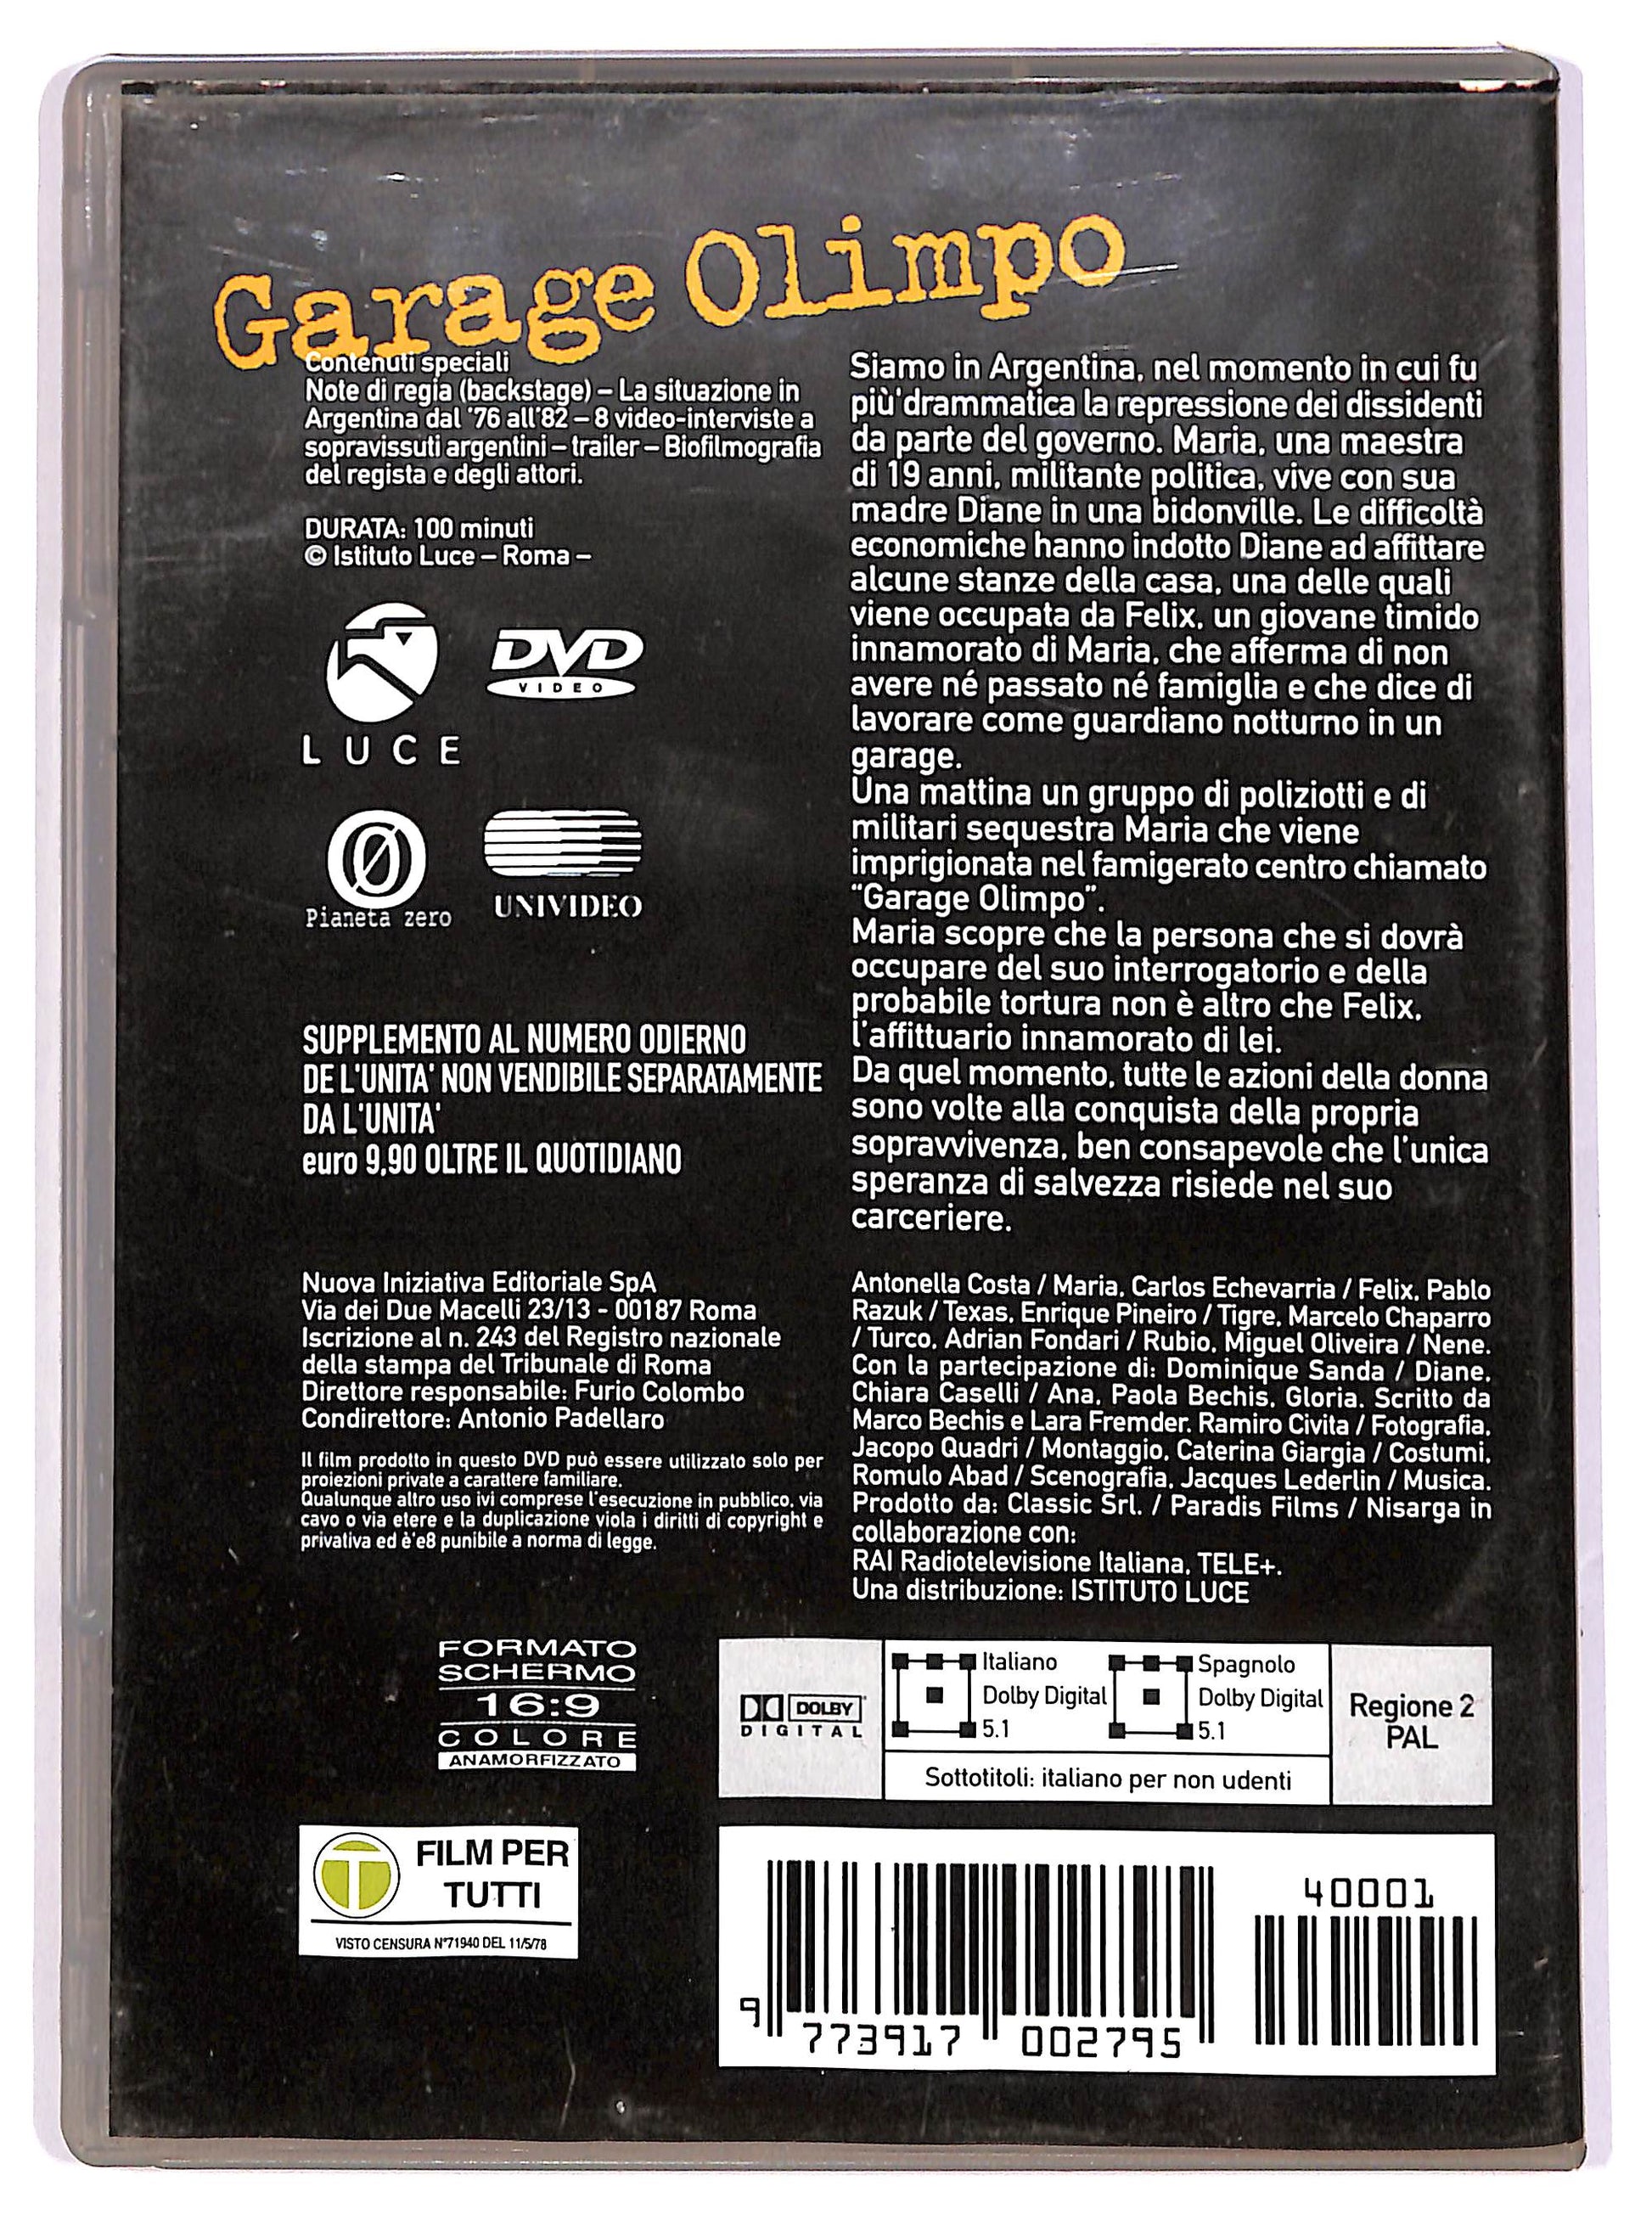 Garage Olimpo
Contenuti speciali
Note di regia (backstage) – La situazione in
Argentina dal '76 all'82 – 8 video-interviste a
sopravissuti argentini – trailer – Biofilmografia
del regista e degli attori.
DURATA: 100 minuti
© Istituto Luce – Roma –
LUCE
DVD
VIDEO
Pianeta zero
UNIVIDEO
SUPPLEMENTO AL NUMERO ODIERNO
DE L'UNITA' NON VENDIBILE SEPARATAMENTE
DA L'UNITA'
euro 9,90 OLTRE IL QUOTIDIANO
Nuova Iniziativa Editoriale SpA
Via dei Due Macelli 23/13 - 00187 Roma
Iscrizione al n. 243 del Registro nazionale
della stampa del Tribunale di Roma
Direttore responsabile: Furio Colombo
Condirettore: Antonio Padellaro
Il film prodotto in questo DVD può essere utilizzato solo per
proiezioni private a carattere familiare.
Qualunque altro uso ivi comprese l'esecuzione in pubblico, via
cavo o via etere e la duplicazione viola i diritti di copyright e
privativa ed è'e8 punibile a norma di legge.
Siamo in Argentina, nel momento in cui fu
più'drammatica la repressione dei dissidenti
da parte del governo. Maria, una maestra
di 19 anni, militante politica, vive con sua
madre Diane in una bidonville. Le difficoltà
economiche hanno indotto Diane ad affittare
alcune stanze della casa, una delle quali
viene occupata da Felix, un giovane timido
innamorato di Maria, che afferma di non
avere né passato né famiglia e che dice di
lavorare come guardiano notturno in un
garage.
Una mattina un gruppo di poliziotti e di
militari sequestra Maria che viene
imprigionata nel famigerato centro chiamato
"Garage Olimpo".
Maria scopre che la persona che si dovrà
occupare del suo interrogatorio e della
probabile tortura non è altro che Felix,
l'affittuario innamorato di lei.
Da quel momento, tutte le azioni della donna
sono volte alla conquista della propria
sopravvivenza, ben consapevole che l'unica
speranza di salvezza risiede nel suo
carceriere.
Antonella Costa / Maria, Carlos Echevarria / Felix, Pablo
Razuk / Texas, Enrique Pineiro / Tigre, Marcelo Chaparro
/ Turco, Adrian Fondari / Rubio, Miguel Oliveira / Nene.
Con la partecipazione di: Dominique Sanda / Diane,
Chiara Caselli / Ana, Paola Bechis, Gloria. Scritto da
Marco Bechis e Lara Fremder. Ramiro Civita / Fotografia,
Jacopo Quadri / Montaggio, Caterina Giargia / Costumi,
Romulo Abad / Scenografia, Jacques Lederlin / Musica.
Prodotto da: Classic Srl. / Paradis Films / Nisarga in
collaborazione con:
RAI Radiotelevisione Italiana, TELE+.
Una distribuzione: ISTITUTO LUCE
FORMATO
SCHERMO
16:9
COLORE
ANAMORFIZZATO
DOLBY
DIGITAL
Italiano
Dolby Digital
5.1
Spagnolo
Dolby Digital
5.1
Sottotitoli: italiano per non udenti
Regione 2
PAL
T
FILM PER
TUTTI
VISTO CENSURA N°71940 DEL 11/5/78
40001
9 773917 002795